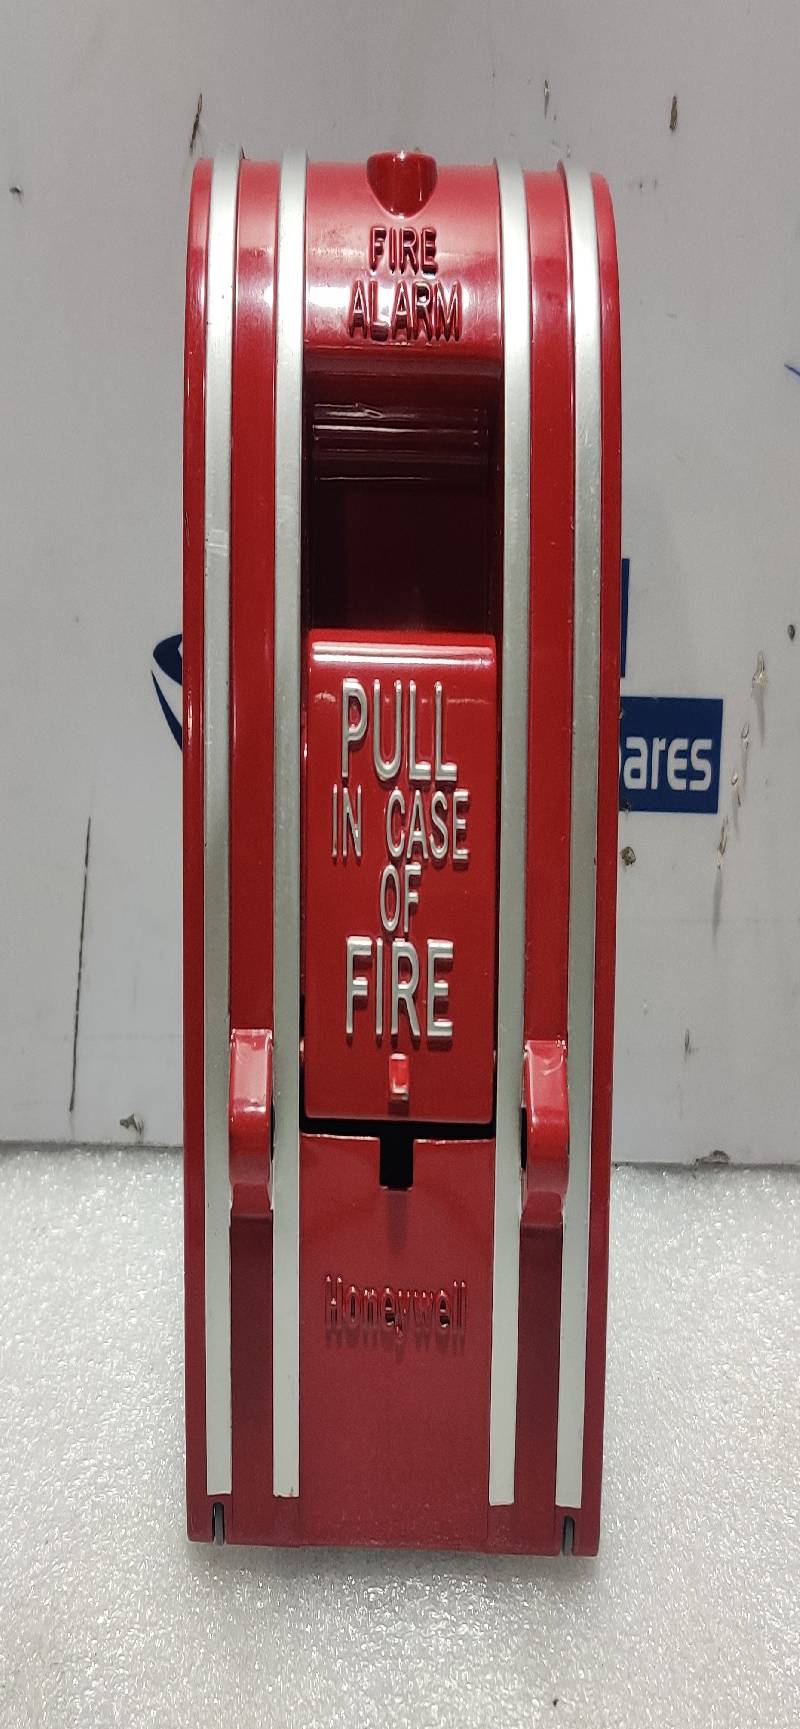 FIRE
ALARM
PULL
IN CASE
OF
FIRE
Honeywell
ares